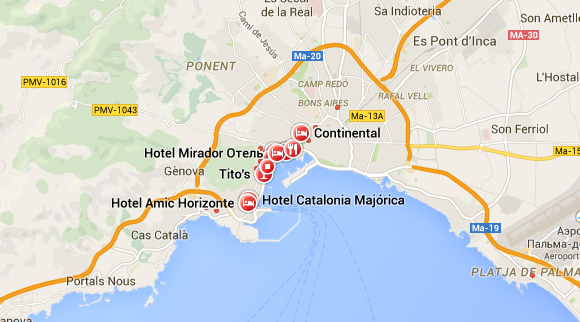 Es Secar
de la Real
Sa Indioteria
Son Ametlle
Camí de Jesús
Es Pont d'Inca
MA-30
PONENT
Ma-20
PMV-1016
EL VIVERO
L'Hostale
CAMP REDÓ
RAFAL VELL
BONS AIRES
PMV-1043
Ma-13A
Continental
Son Ferriol
Ma-15
Hotel Mirador Отель
Gènova
Tito's
Hotel Amic Horizonte
Hotel Catalonia Majórica
Cas Català
Ma-19
Аэро
Пальма-де
Aeroport
PLATJA DE PALMA
Portals Nous
anova